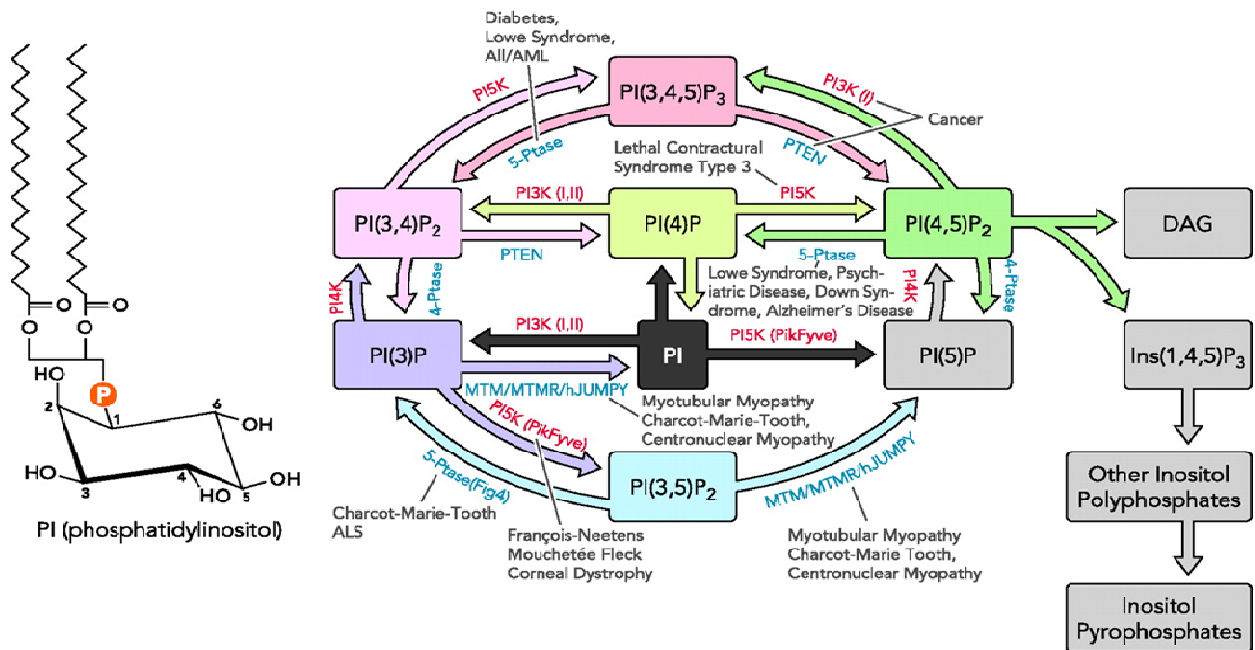 Diabetes,
Lowe Syndrome,
All/AML
PI5K
PI(3,4,5)P3
PI3K (I)
Cancer
5-Ptase
PTEN
Lethal Contractural
Syndrome Type 3
PI3K (I,II)
PI5K
PI(3,4)P2
PI(4)P
PI(4,5)P2
DAG
PTEN
5-Ptase
Lowe Syndrome, Psych-
iatric Disease, Down Syn-
drome, Alzheimer's Disease
PI4K
4-Ptase
PI4K
4-Ptase
PI3K (I,II)
PI5K (PikFyve)
PI(3)P
PI
PI(5)P
Ins(1,4,5)P3
MTM/MTMR/hJUMPY
Myotubular Myopathy
Charcot-Marie-Tooth,
Centronuclear Myopathy
PI5K (PikFyve)
5-Ptase(Fig4)
PI(3,5)P2
MTM/MTMR/hJUMPY
Charcot-Marie-Tooth
ALS
François-Neetens
Mouchetée Fleck
Corneal Dystrophy
Myotubular Myopathy
Charcot-Marie Tooth,
Centronuclear Myopathy
Other Inositol
Polyphosphates
Inositol
Pyrophosphates
O O
O O
HO P
2 1 6
OH
HO 3 4 HO 5 OH
PI (phosphatidylinositol)